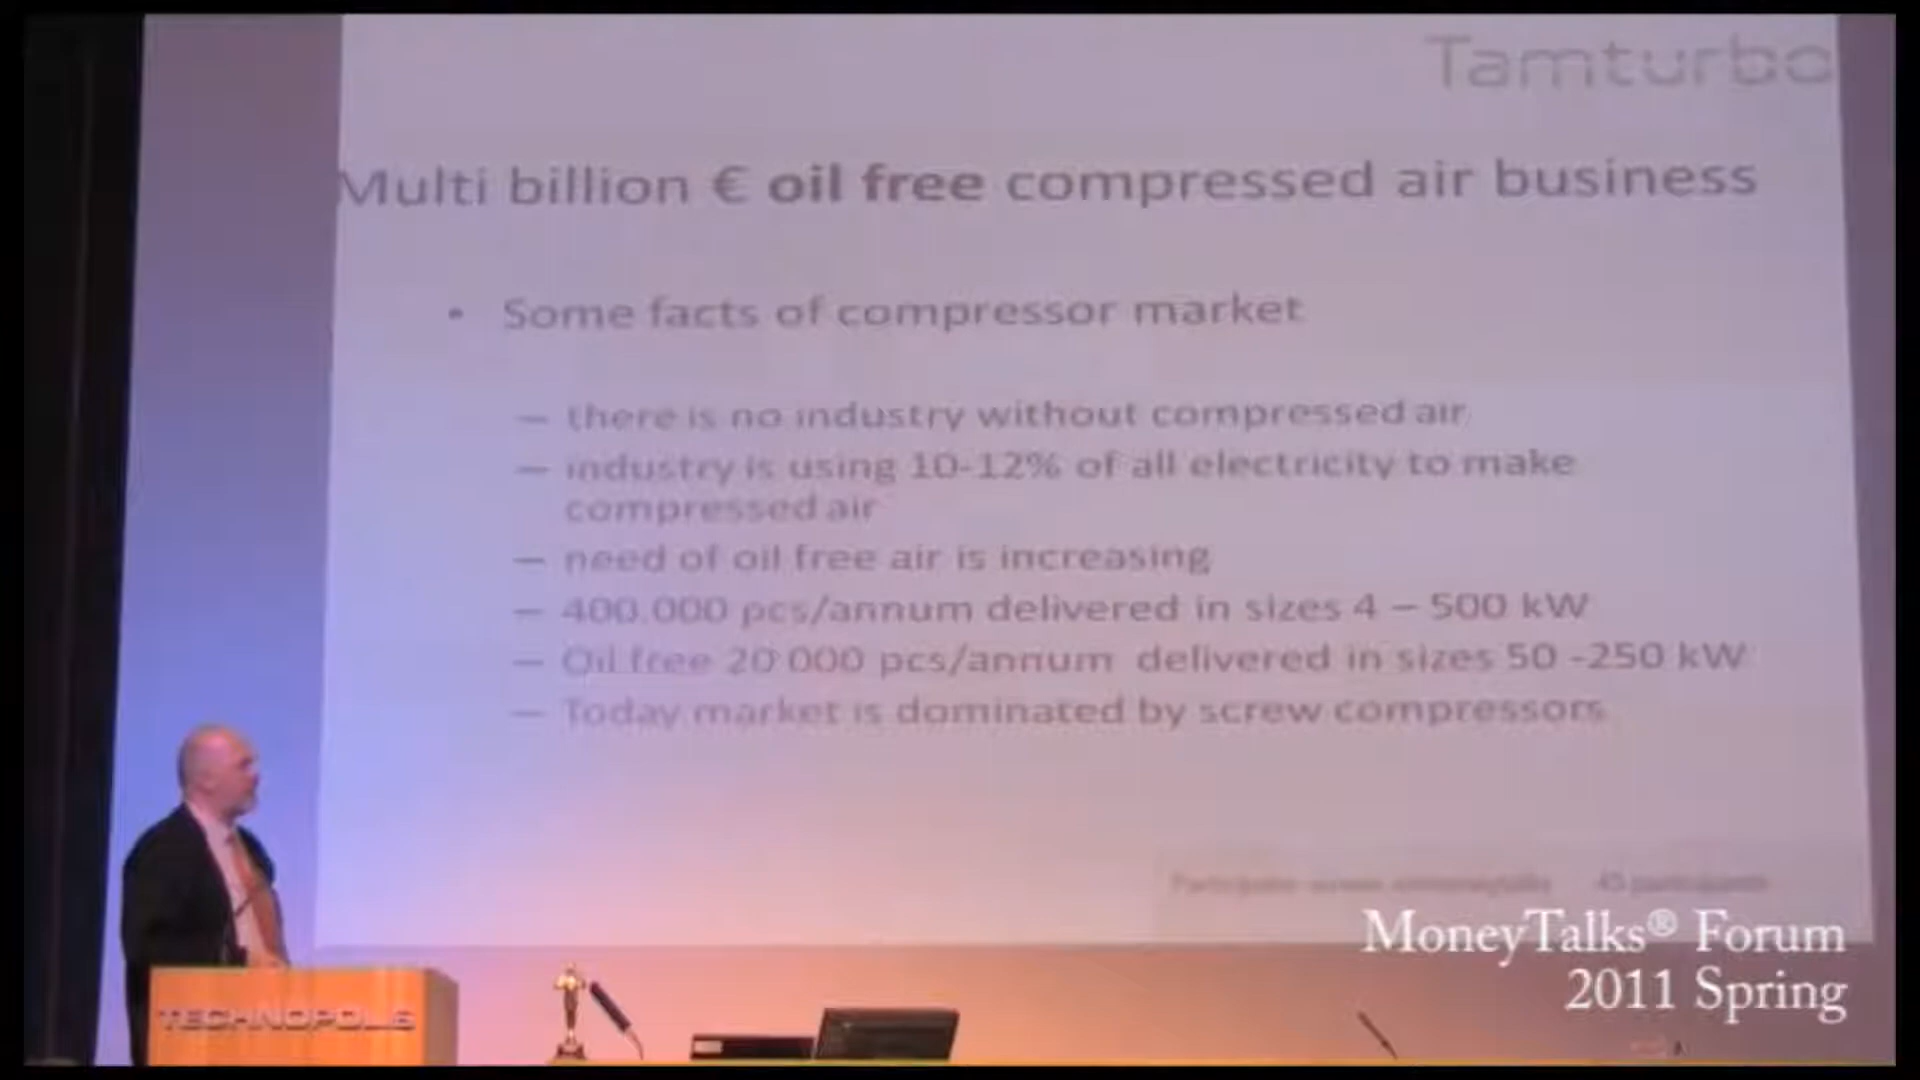 Tamturbo
Multi billion € oil free compressed air business
• Some facts of compressor market
– there is no industry without compressed air
– industry is using 10-12% of all electricity to make
compressed air
– need of oil free air is increasing
– 400.000 pcs/annum delivered in sizes 4 – 500 kW
– Oil free 20 000 pcs/annum delivered in sizes 50 -250 kW
– Today market is dominated by screw compressors
MoneyTalks® Forum
2011 Spring
TECHNOPOLIS